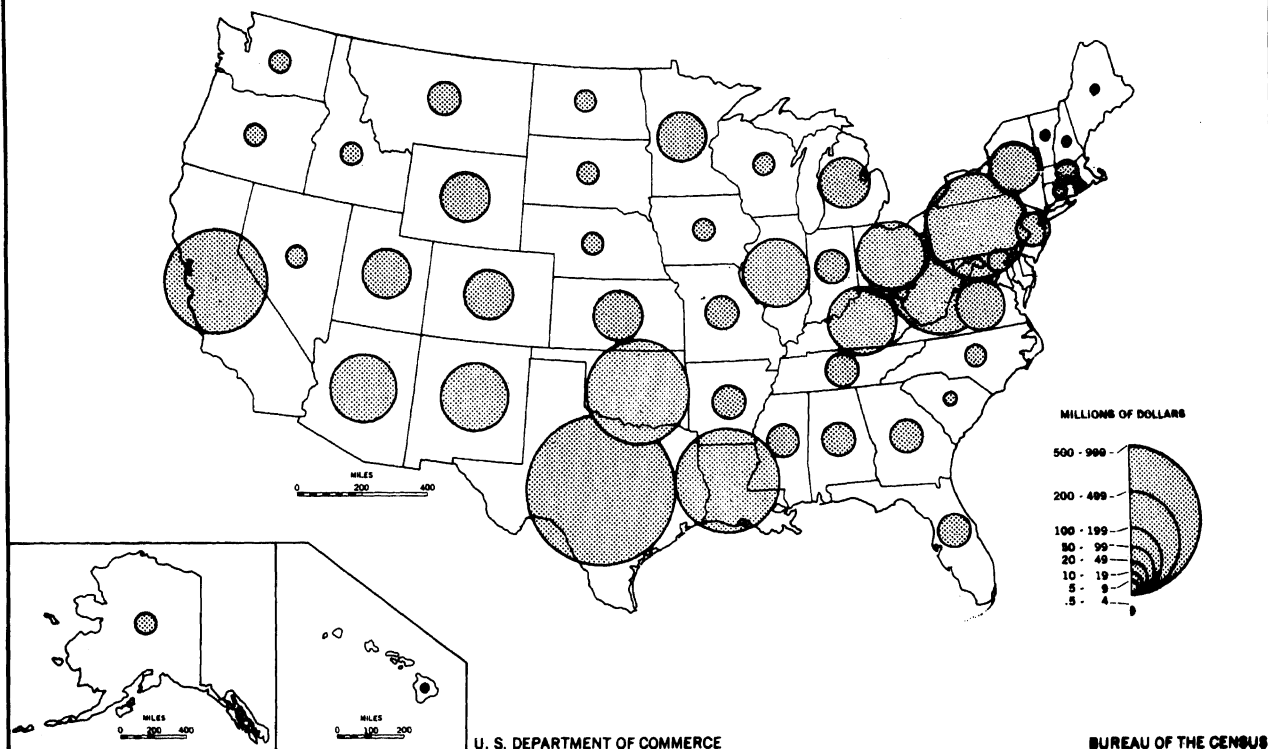 MILLIONS OF DOLLARS
500 - 999
200 - 499
100 - 199
50 - 99
20 - 49
10 - 19
5 - 9
.5 - 4
MILES
0 200 400
MILES
0 200 400
MILES
0 100 200
U. S. DEPARTMENT OF COMMERCE
BUREAU OF THE CENSUS